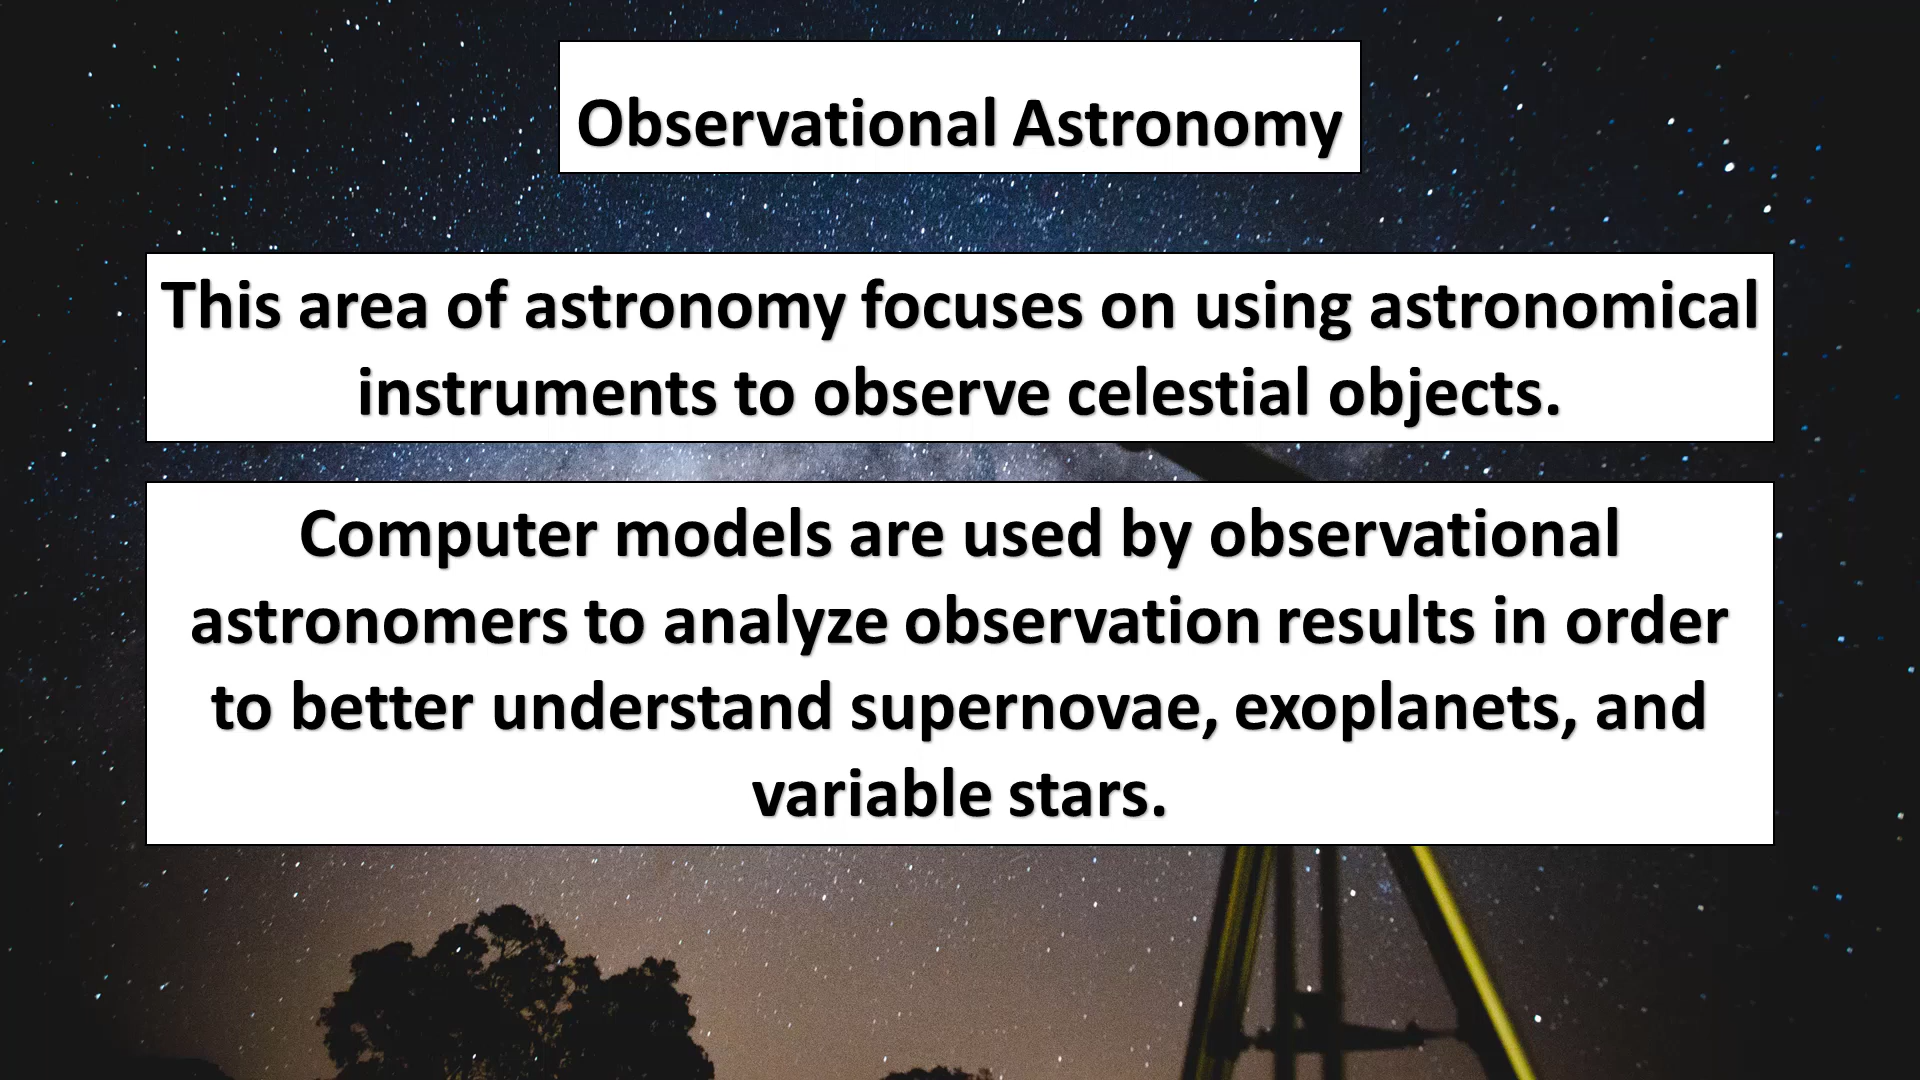 Observational Astronomy
This area of astronomy focuses on using astronomical
instruments to observe celestial objects.
Computer models are used by observational
astronomers to analyze observation results in order
to better understand supernovae, exoplanets, and
variable stars.